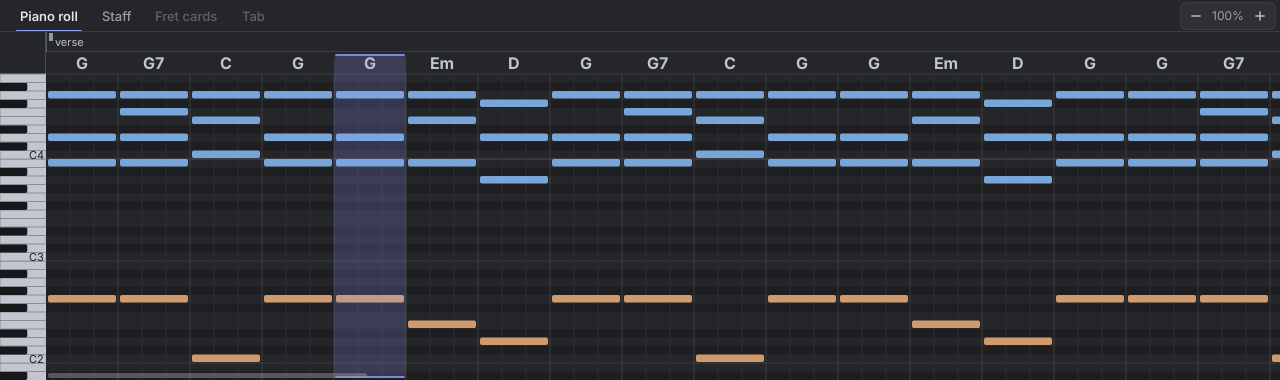 Piano roll Staff Fret cards Tab − 100% +
verse
G G7 C G G Em D G G7 C G G Em D G G G7
C4
C3
C2